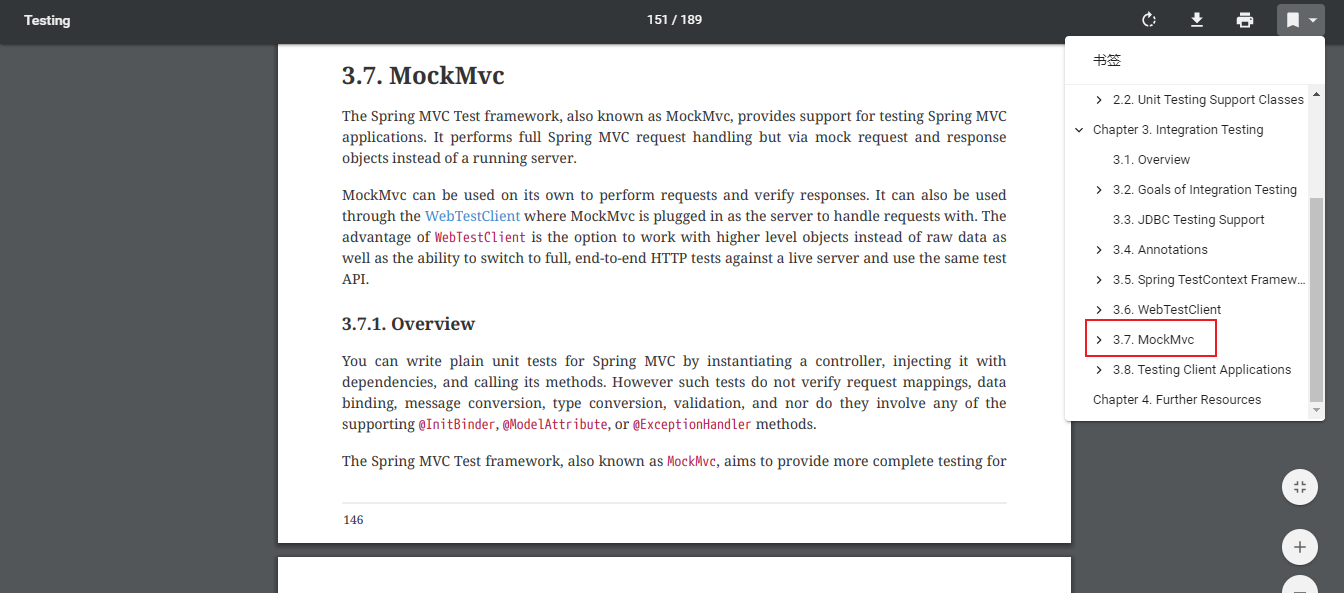 Testing
151 / 189
3.7. MockMvc
The Spring MVC Test framework, also known as MockMvc, provides support for testing Spring MVC
applications. It performs full Spring MVC request handling but via mock request and response
objects instead of a running server.
MockMvc can be used on its own to perform requests and verify responses. It can also be used
through the WebTestClient where MockMvc is plugged in as the server to handle requests with. The
advantage of WebTestClient is the option to work with higher level objects instead of raw data as
well as the ability to switch to full, end-to-end HTTP tests against a live server and use the same test
API.
3.7.1. Overview
You can write plain unit tests for Spring MVC by instantiating a controller, injecting it with
dependencies, and calling its methods. However such tests do not verify request mappings, data
binding, message conversion, type conversion, validation, and nor do they involve any of the
supporting @InitBinder, @ModelAttribute, or @ExceptionHandler methods.
The Spring MVC Test framework, also known as MockMvc, aims to provide more complete testing for
146
书签
2.2. Unit Testing Support Classes
Chapter 3. Integration Testing
3.1. Overview
3.2. Goals of Integration Testing
3.3. JDBC Testing Support
3.4. Annotations
3.5. Spring TestContext Framew...
3.6. WebTestClient
3.7. MockMvc
3.8. Testing Client Applications
Chapter 4. Further Resources